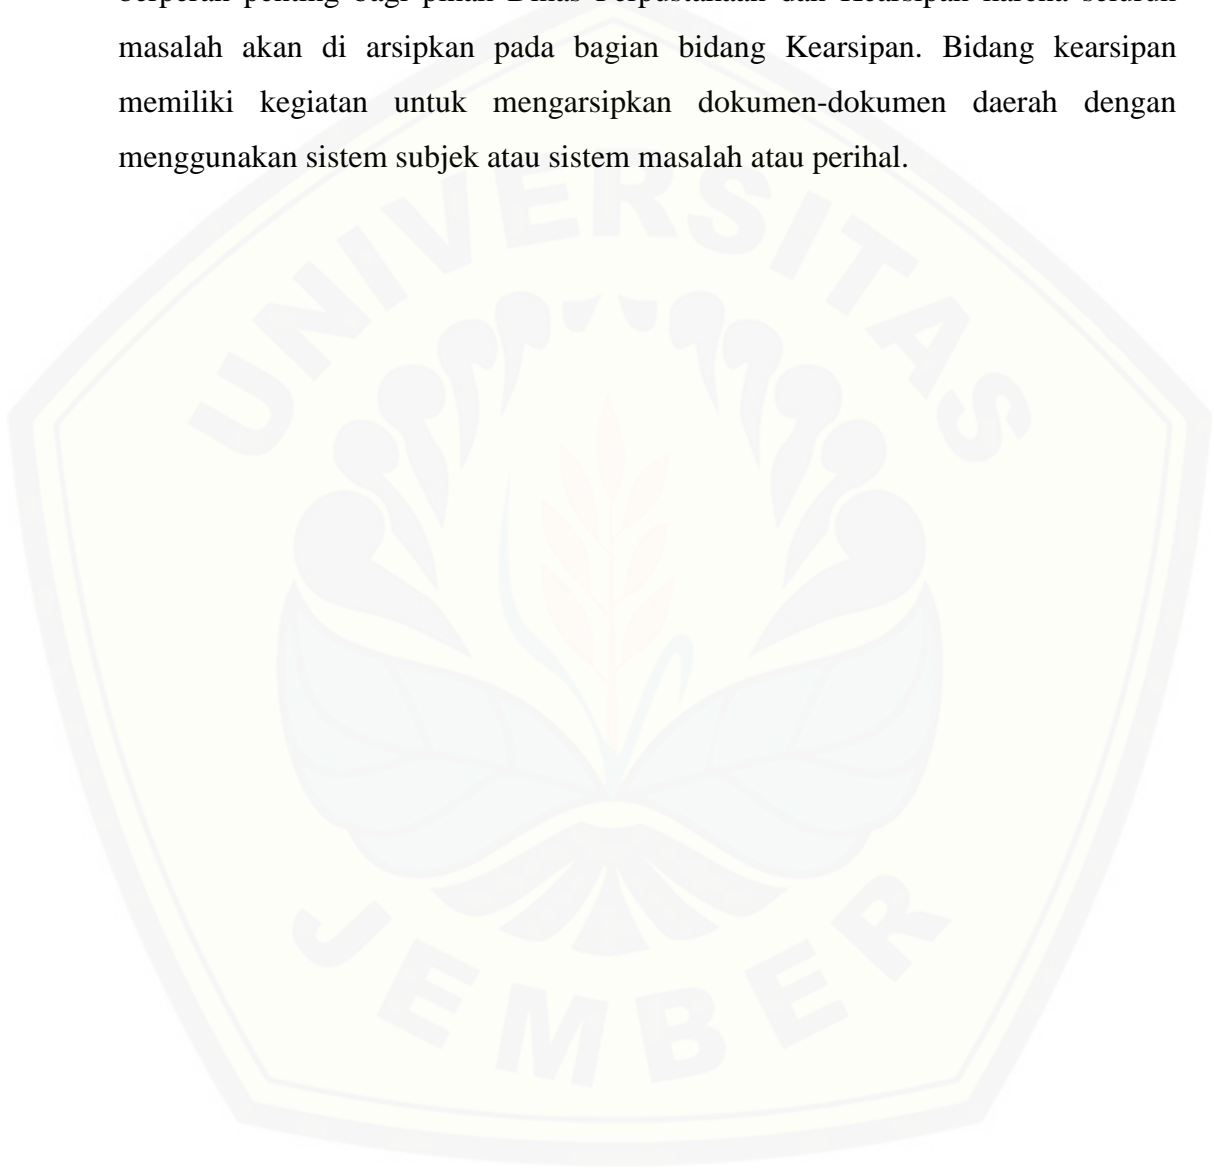 berperan penting bagi pihak Dinas Perpustakaan dan Kearsipan karena seluruh
masalah akan di arsipkan pada bagian bidang Kearsipan. Bidang kearsipan
memiliki kegiatan untuk mengarsipkan dokumen-dokumen daerah dengan
menggunakan sistem subjek atau sistem masalah atau perihal.
UNIVERSITAS
JEMBER